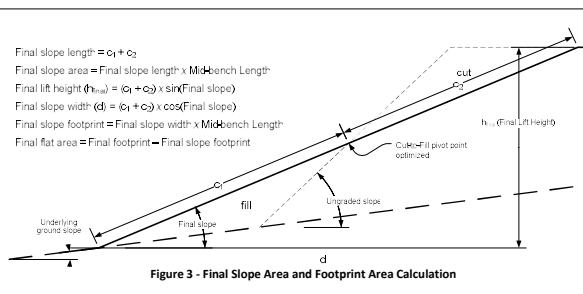 Final slope length = c₁ + c₂
Final slope area = Final slope length x Mid-bench Length
Final lift height (hfinal) = (c₁ + c₂) x sin(Final slope)
Final slope width (d) = (c₁ + c₂) x cos(Final slope)
Final slope footprint = Final slope width x Mid-bench Length
Final flat area = Final footprint – Final slope footprint
cut
c₂
hfinal (Final Lift Height)
Cut-to-Fill pivot point
optimized
c₁
fill
Ungraded slope
Underlying
ground slope
Final slope
d
Figure 3 - Final Slope Area and Footprint Area Calculation